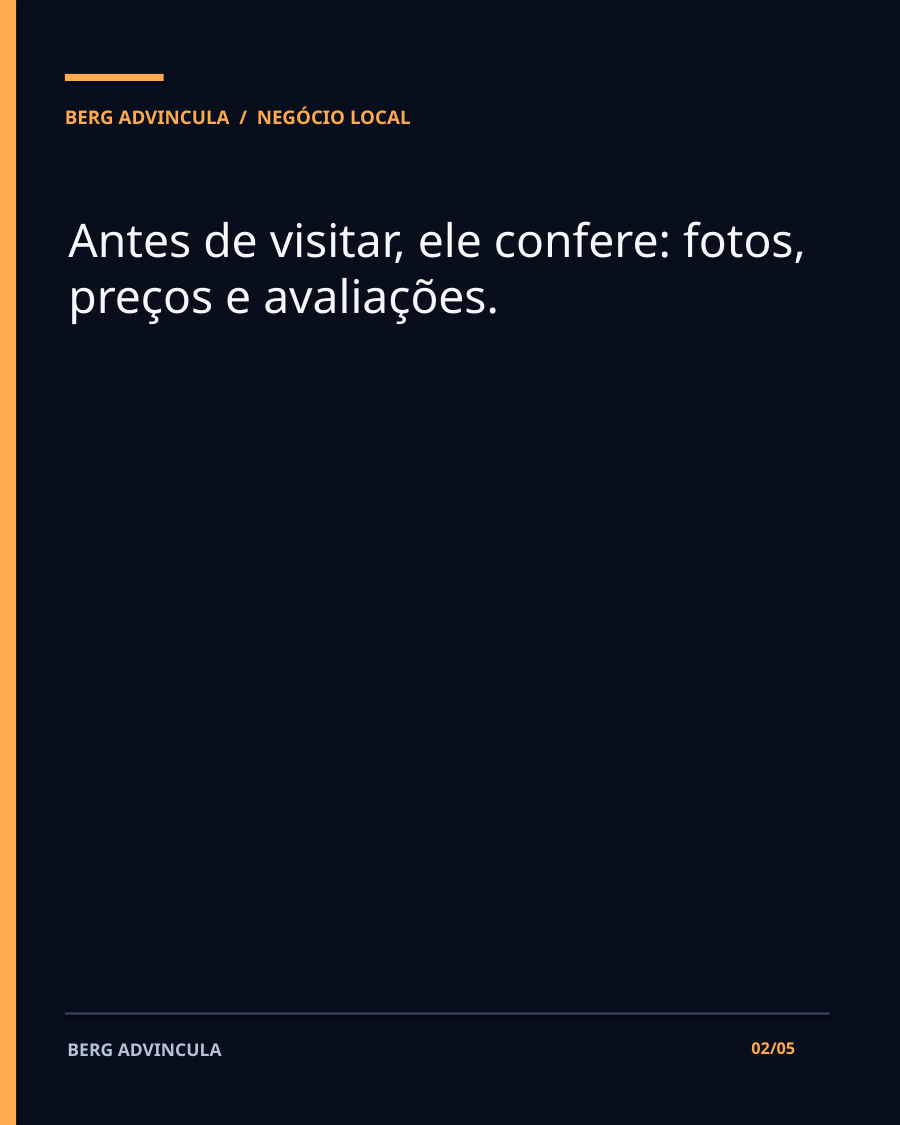 BERG ADVINCULA / NEGÓCIO LOCAL
Antes de visitar, ele confere: fotos,
preços e avaliações.
BERG ADVINCULA
02/05